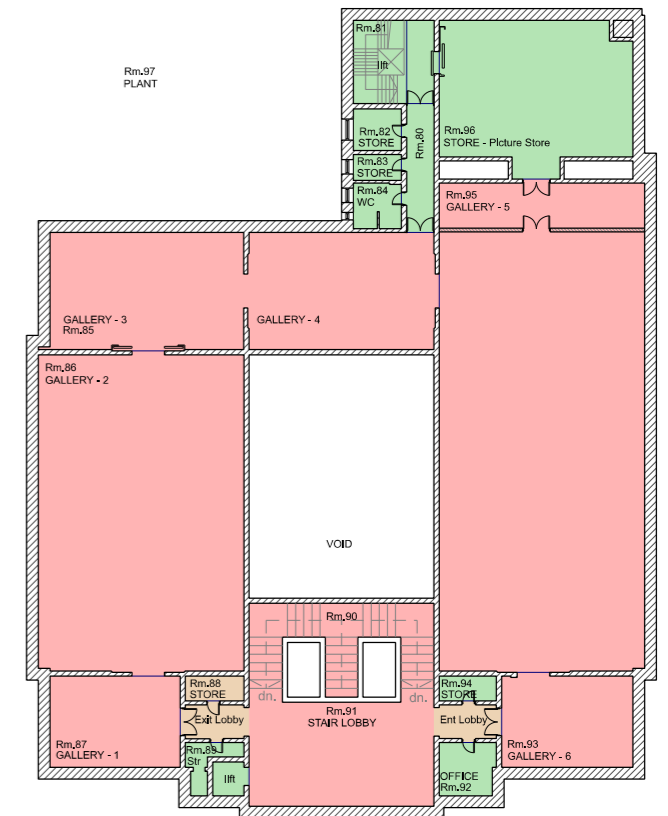 Rm.81
lift
Rm.97
PLANT
Rm.82
STORE
Rm.80
Rm.96
STORE - Picture Store
Rm.83
STORE
Rm.84
WC
Rm.95
GALLERY - 5
GALLERY - 3
Rm.85
GALLERY - 4
Rm.86
GALLERY - 2
VOID
Rm.90
dn.
dn.
Rm.88
STORE
Rm.94
STORE
Rm.91
STAIR LOBBY
Exit Lobby
Ent Lobby
Rm.87
GALLERY - 1
Rm.89
Str
lift
OFFICE
Rm.92
Rm.93
GALLERY - 6